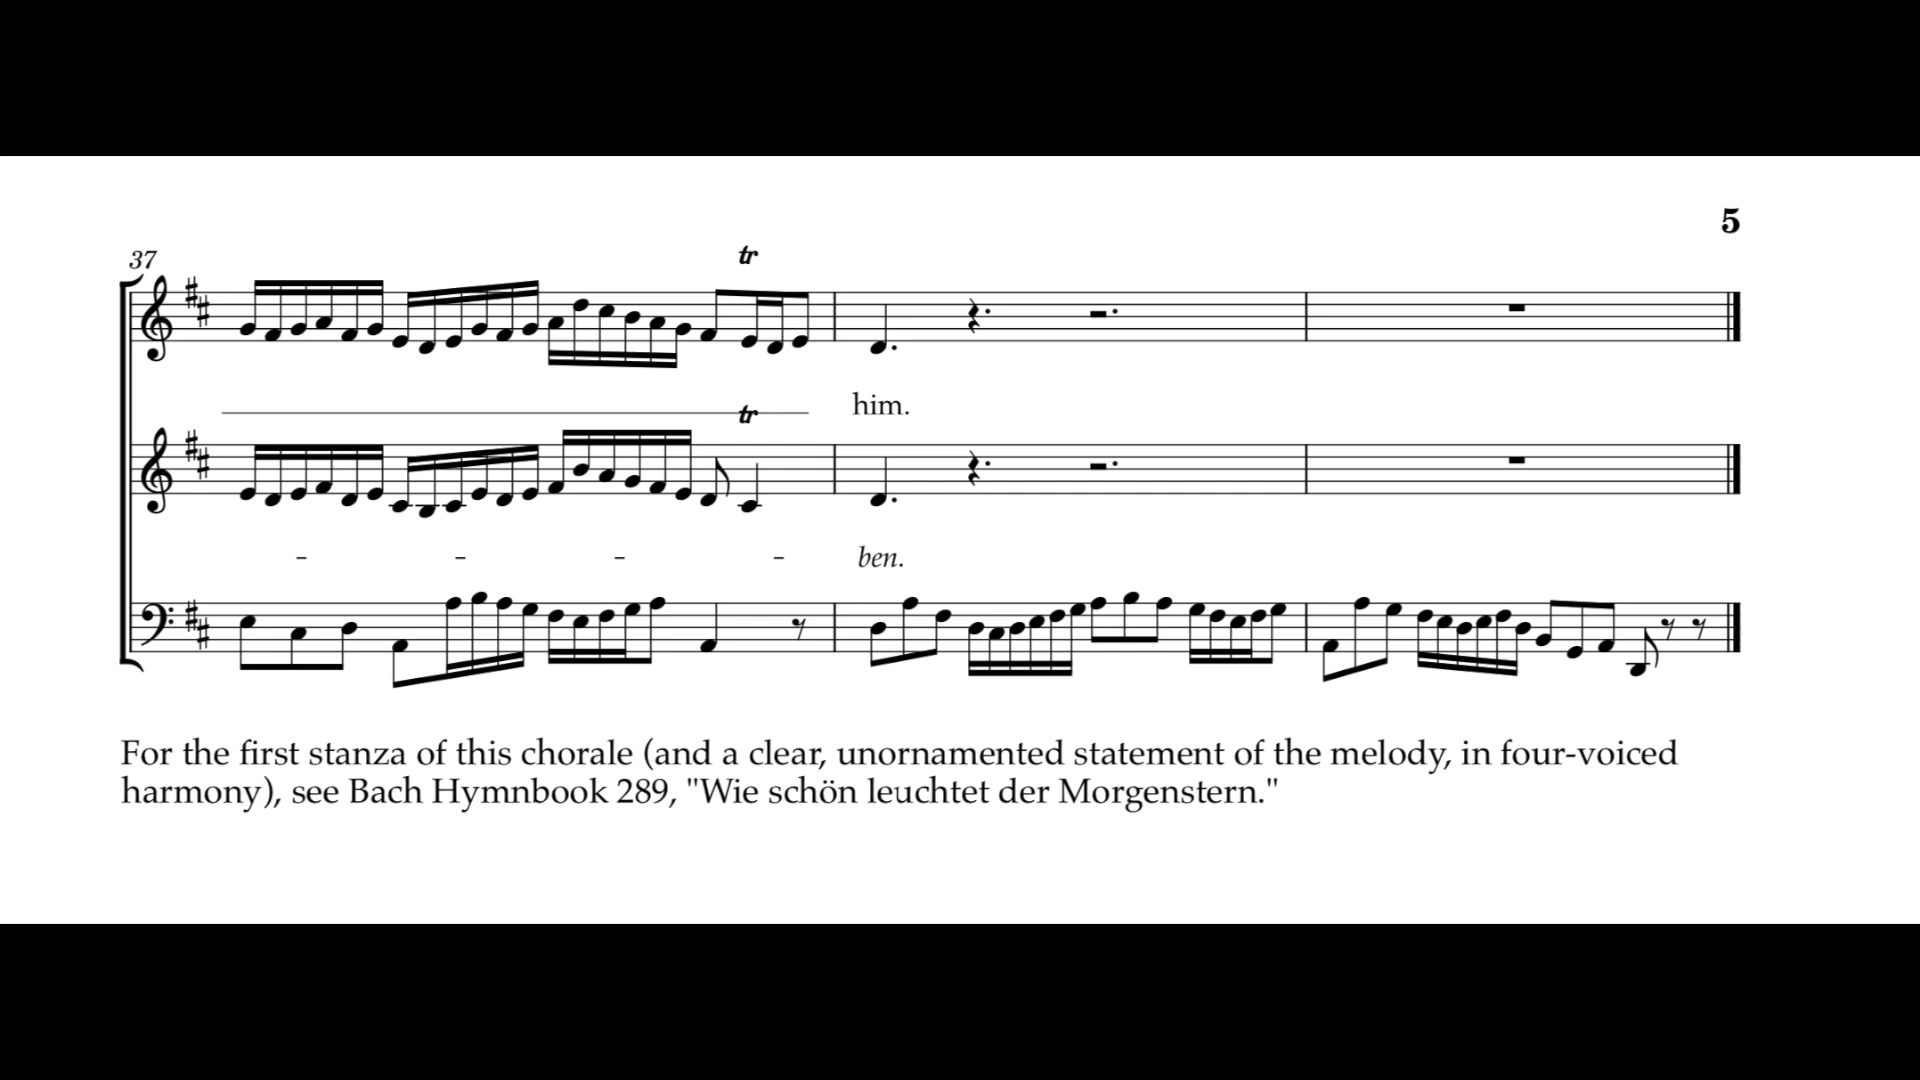 5
37
tr
him.
tr
- - - - ben.
For the first stanza of this chorale (and a clear, unornamented statement of the melody, in four-voiced
harmony), see Bach Hymnbook 289, "Wie schön leuchtet der Morgenstern."